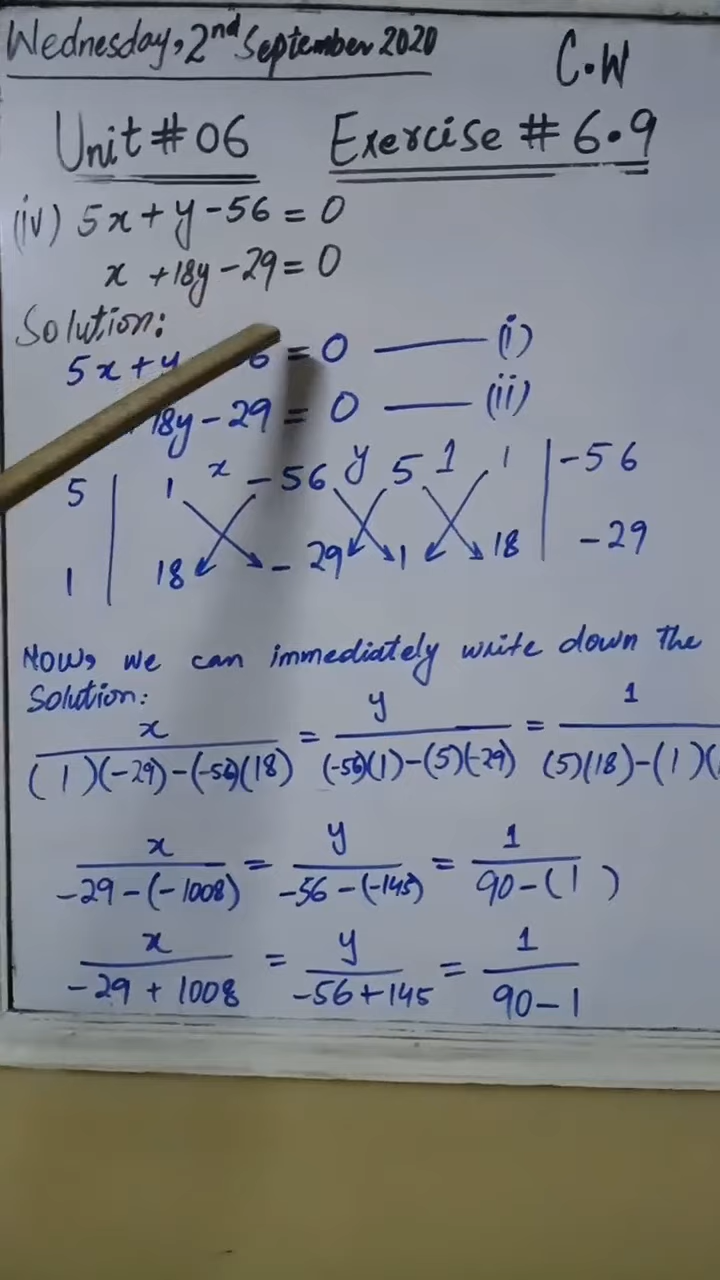 Wednesday, 2nd September 2020
C.W
Unit # 06 Exercise # 6.9
(iv) 5x + y - 56 = 0
x + 18y - 29 = 0
Solution:
5x + y 56 = 0 —— (i)
18y - 29 = 0 —— (ii)
5 | 1 x -56 y 5 1 1 | -56
1 | 18 -29 1 18 | -29
Now, we can immediately write down the
Solution:
x/((1)(-29)-(-56)(18)) = y/((-56)(1)-(5)(-29)) = 1/((5)(18)-(1)(
x/(-29-(-1008)) = y/(-56-(-145)) = 1/(90-(1))
x/(-29+1008) = y/(-56+145) = 1/(90-1)